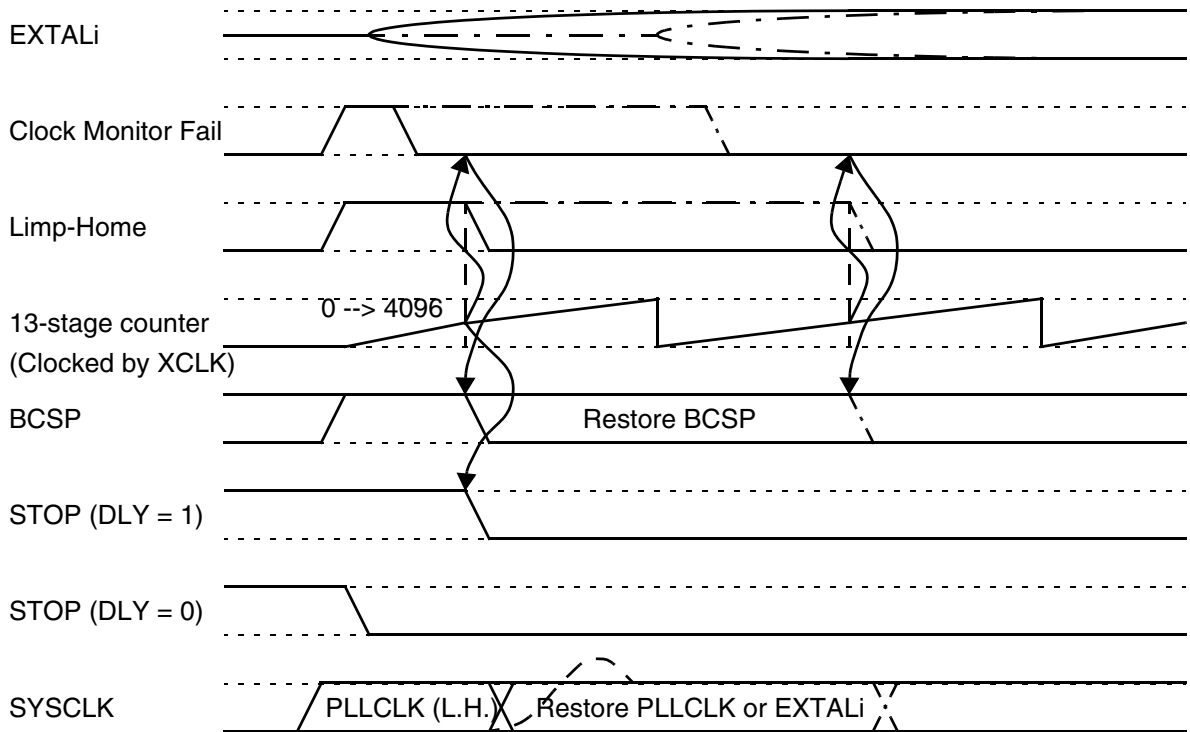 EXTALi
Clock Monitor Fail
Limp-Home
0 --> 4096
13-stage counter
(Clocked by XCLK)
BCSP
Restore BCSP
STOP (DLY = 1)
STOP (DLY = 0)
SYSCLK
PLLCLK (L.H.)
Restore PLLCLK or EXTALi